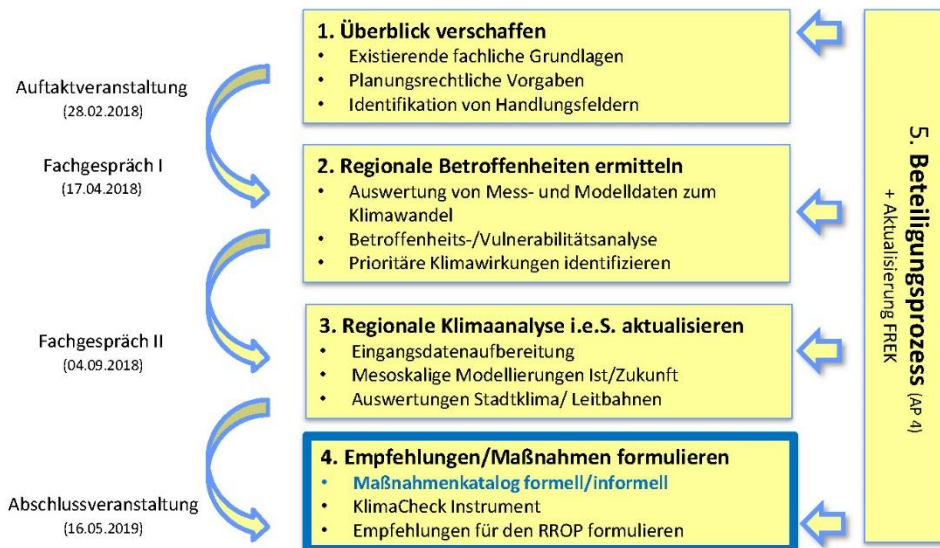 Auftaktveranstaltung
(28.02.2018)
Fachgespräch I
(17.04.2018)
Fachgespräch II
(04.09.2018)
Abschlussveranstaltung
(16.05.2019)
1. Überblick verschaffen
• Existierende fachliche Grundlagen
• Planungsrechtliche Vorgaben
• Identifikation von Handlungsfeldern
2. Regionale Betroffenheiten ermitteln
• Auswertung von Mess- und Modelldaten zum
Klimawandel
• Betroffenheits-/Vulnerabilitätsanalyse
• Prioritäre Klimawirkungen identifizieren
3. Regionale Klimaanalyse i.e.S. aktualisieren
• Eingangsdatenaufbereitung
• Mesoskalige Modellierungen Ist/Zukunft
• Auswertungen Stadtklima/ Leitbahnen
4. Empfehlungen/Maßnahmen formulieren
• Maßnahmenkatalog formell/informell
• KlimaCheck Instrument
• Empfehlungen für den RROP formulieren
5. Beteiligungsprozess (AP 4)
+ Aktualisierung FREK